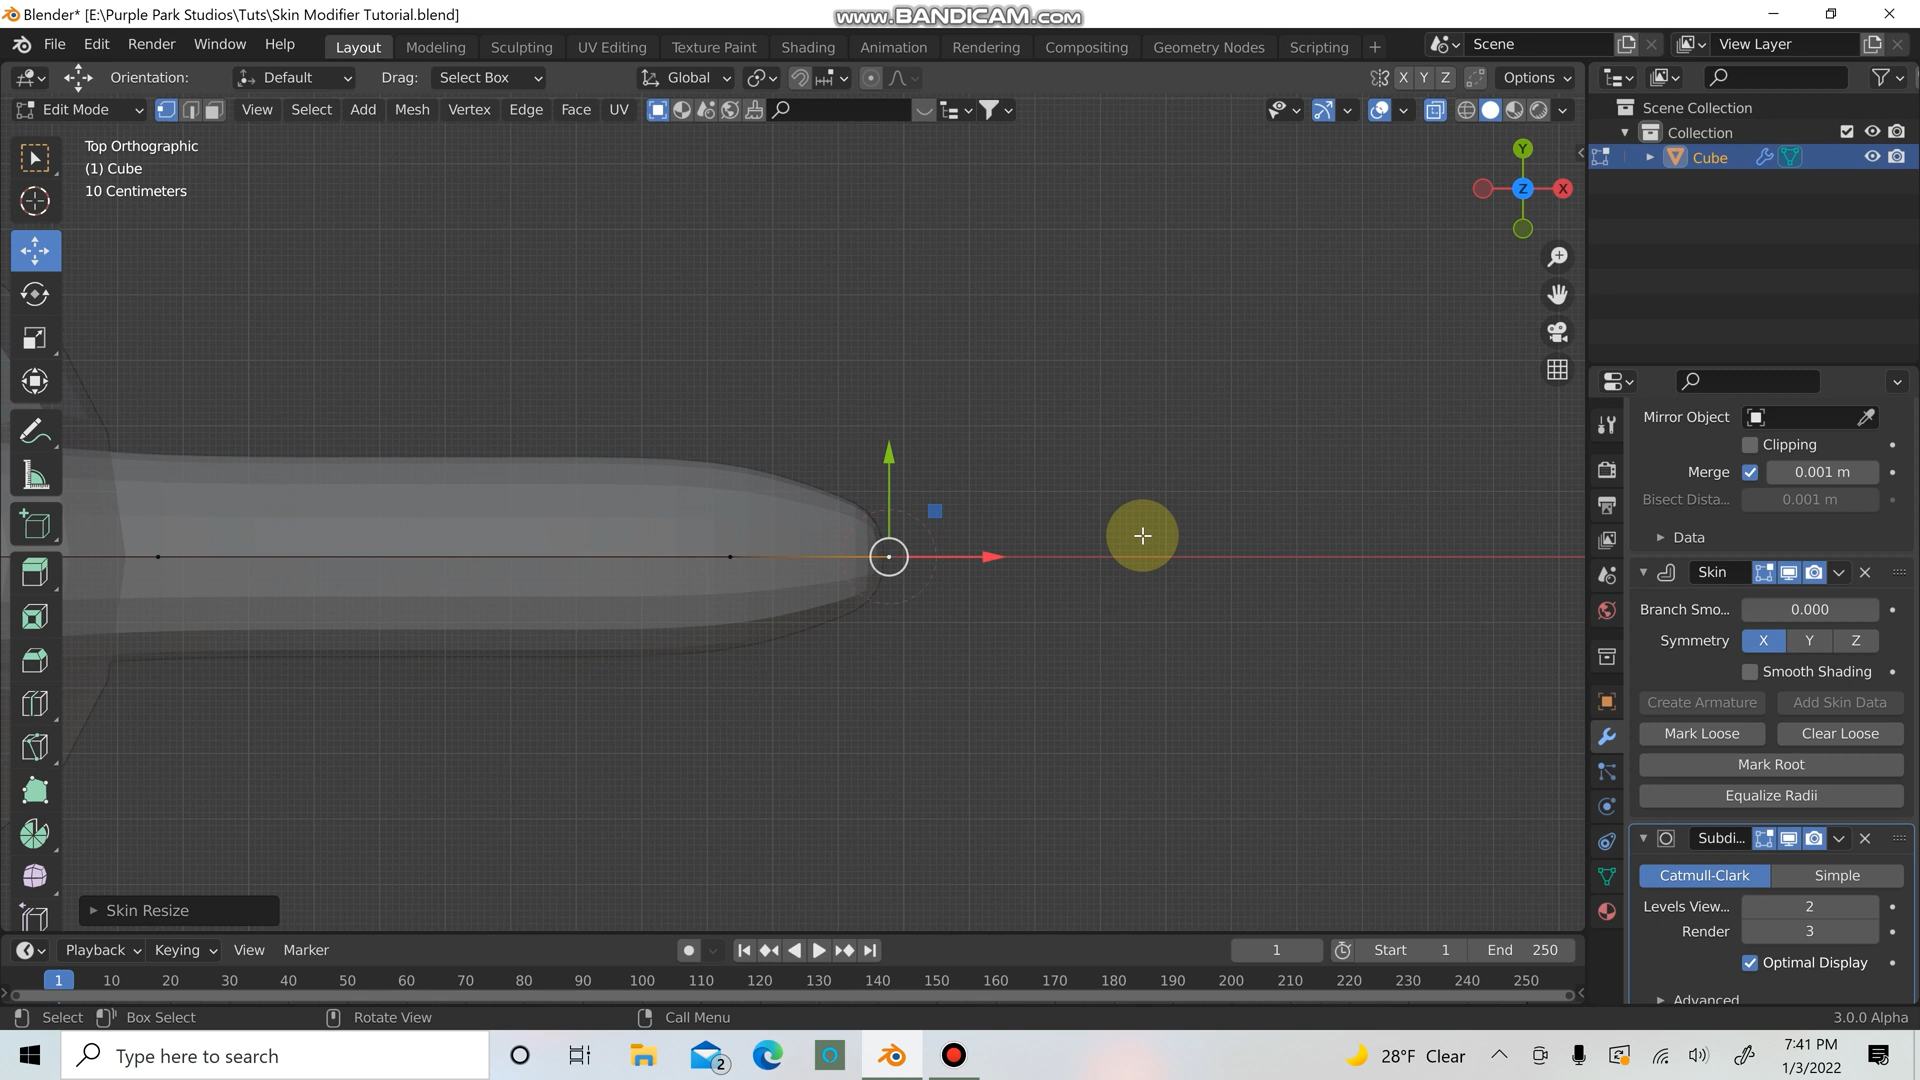 Blender* [E:\Purple Park Studios\Tuts\Skin Modifier Tutorial.blend]
www.BANDICAM.com
File Edit Render Window Help Layout Modeling Sculpting UV Editing Texture Paint Shading Animation Rendering Compositing Geometry Nodes Scripting + Scene View Layer
Orientation: Default Drag: Select Box Global X Y Z Options
Edit Mode View Select Add Mesh Vertex Edge Face UV
Scene Collection
Collection
Cube
Top Orthographic
(1) Cube
10 Centimeters
Y
Z X
Mirror Object
Clipping
Merge 0.001 m
Bisect Dista... 0.001 m
Data
Skin
Branch Smo... 0.000
Symmetry X Y Z
Smooth Shading
Create Armature Add Skin Data
Mark Loose Clear Loose
Mark Root
Equalize Radii
Subdi...
Catmull-Clark Simple
Levels View... 2
Render 3
Optimal Display
Advanced
Skin Resize
Playback Keying View Marker 1 Start 1 End 250
1 10 20 30 40 50 60 70 80 90 100 110 120 130 140 150 160 170 180 190 200 210 220 230 240 250
Select Box Select Rotate View Call Menu 3.0.0 Alpha
Type here to search 2 28°F Clear 7:41 PM
1/3/2022